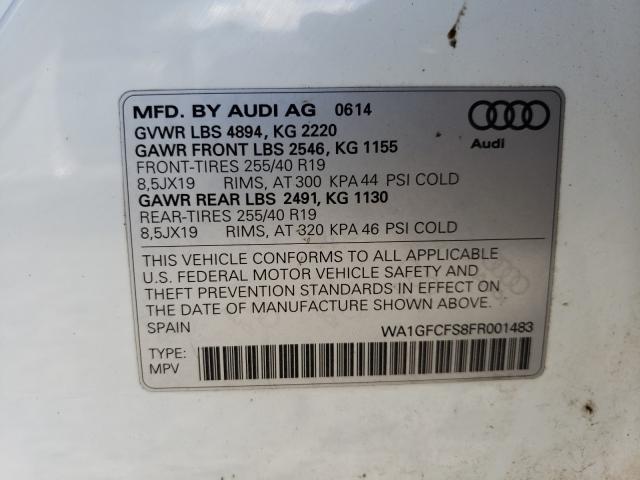 MFD. BY AUDI AG 0614
GVWR LBS 4894, KG 2220
GAWR FRONT LBS 2546, KG 1155
FRONT-TIRES 255/40 R19
8,5JX19 RIMS, AT 300 KPA 44 PSI COLD
GAWR REAR LBS 2491, KG 1130
REAR-TIRES 255/40 R19
8,5JX19 RIMS, AT 320 KPA 46 PSI COLD
Audi
THIS VEHICLE CONFORMS TO ALL APPLICABLE
U.S. FEDERAL MOTOR VEHICLE SAFETY AND
THEFT PREVENTION STANDARDS IN EFFECT ON
THE DATE OF MANUFACTURE SHOWN ABOVE.
SPAIN WA1GFCFS8FR001483
TYPE:
MPV